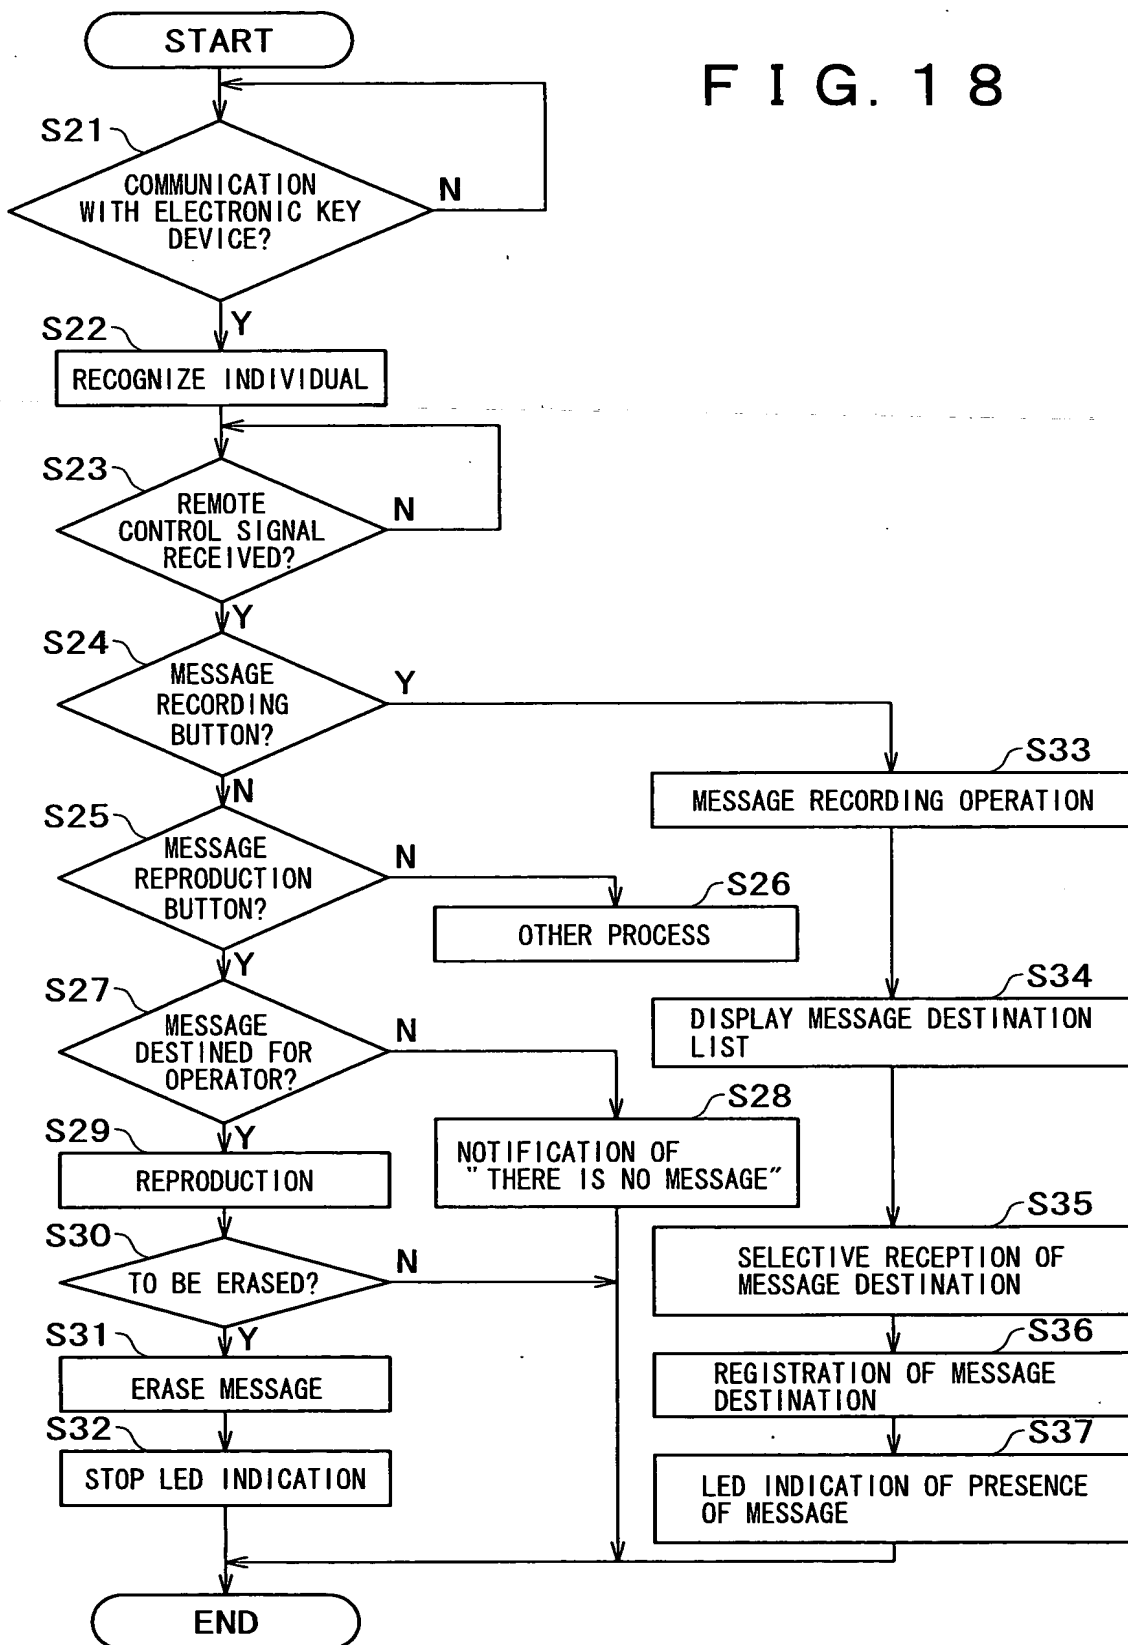 START
FIG. 18
S21
COMMUNICATION
WITH ELECTRONIC KEY
DEVICE?
N
Y
S22
RECOGNIZE INDIVIDUAL
S23
REMOTE
CONTROL SIGNAL
RECEIVED?
N
Y
S24
MESSAGE
RECORDING
BUTTON?
Y
N
S33
MESSAGE RECORDING OPERATION
S25
MESSAGE
REPRODUCTION
BUTTON?
N
Y
S26
OTHER PROCESS
S34
DISPLAY MESSAGE DESTINATION
LIST
S27
MESSAGE
DESTINED FOR
OPERATOR?
N
Y
S28
NOTIFICATION OF
"THERE IS NO MESSAGE"
S29
REPRODUCTION
S35
SELECTIVE RECEPTION OF
MESSAGE DESTINATION
S30
TO BE ERASED?
N
Y
S36
REGISTRATION OF MESSAGE
DESTINATION
S31
ERASE MESSAGE
S37
LED INDICATION OF PRESENCE
OF MESSAGE
S32
STOP LED INDICATION
END